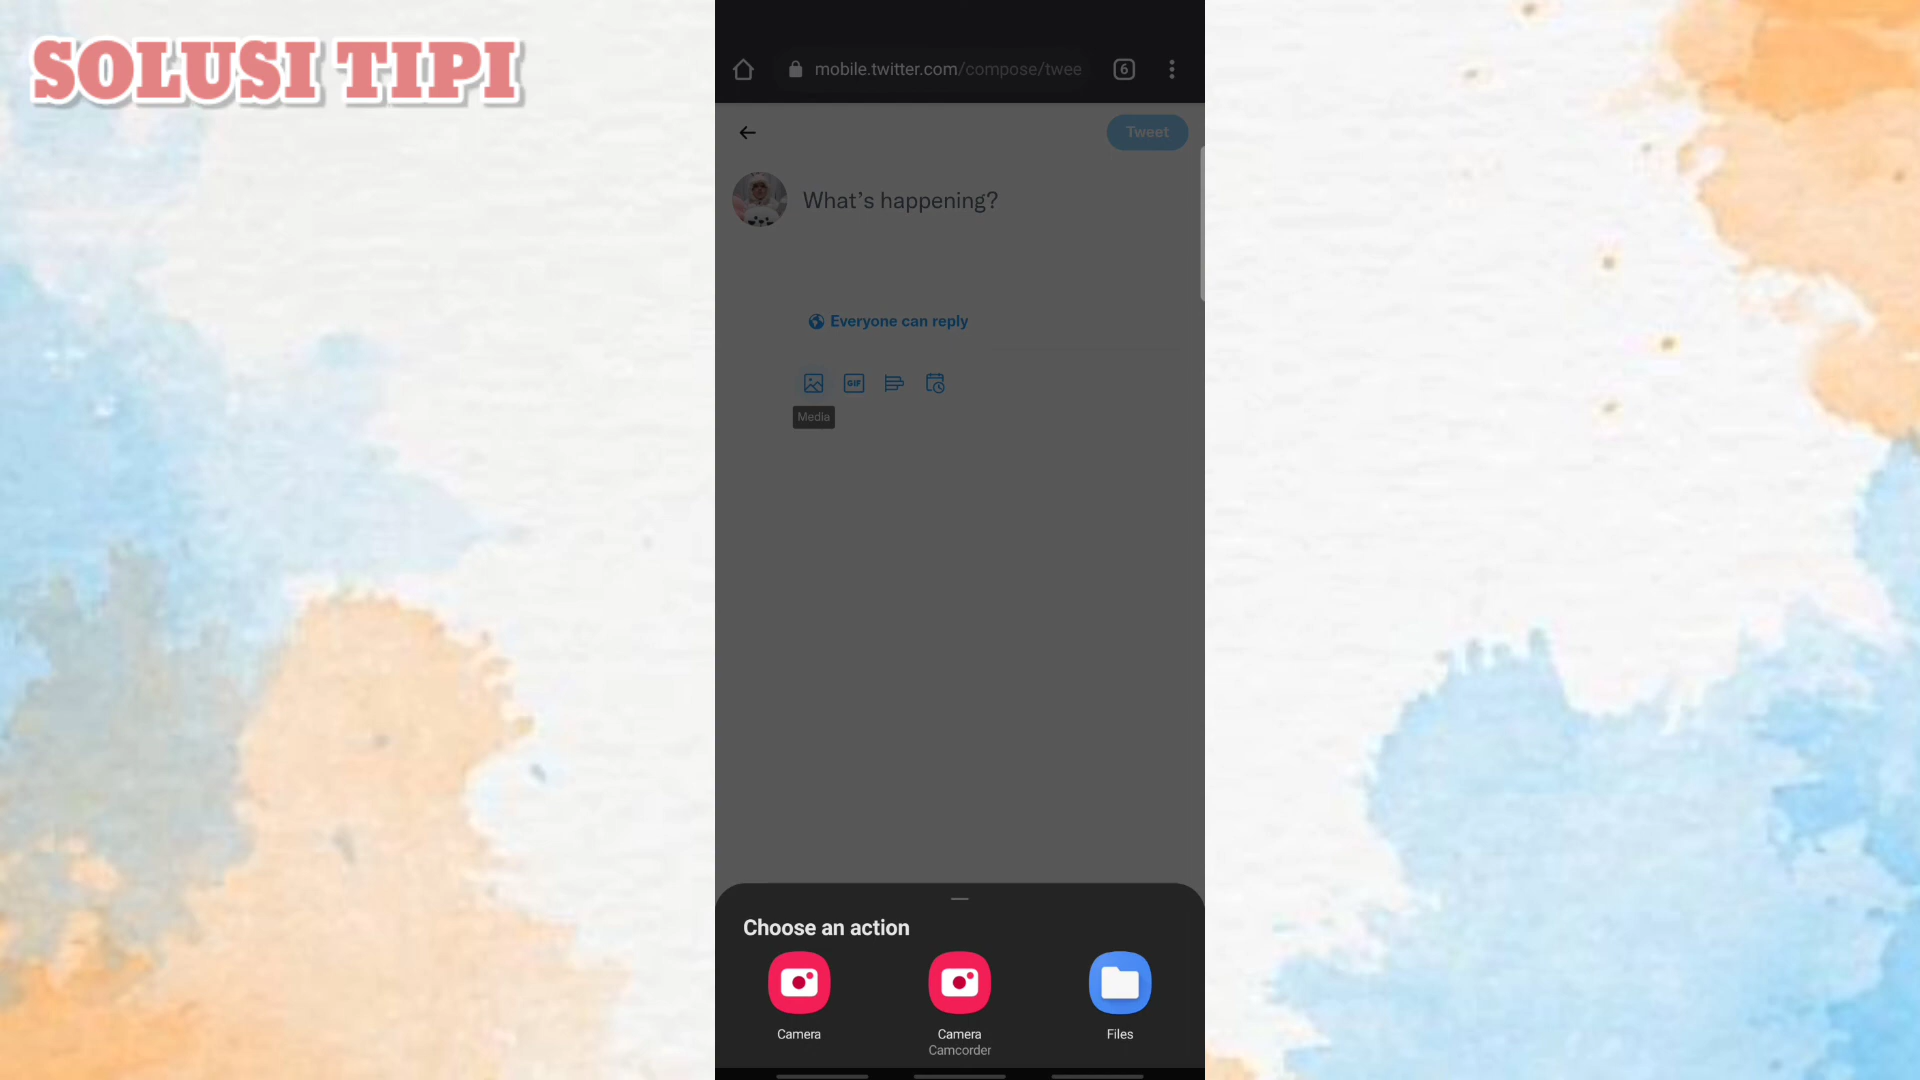 SOLUSI TIPI
mobile.twitter.com/compose/twee
6
Tweet
What's happening?
Everyone can reply
GIF
Media
Choose an action
Camera
Camera
Files
Camcorder